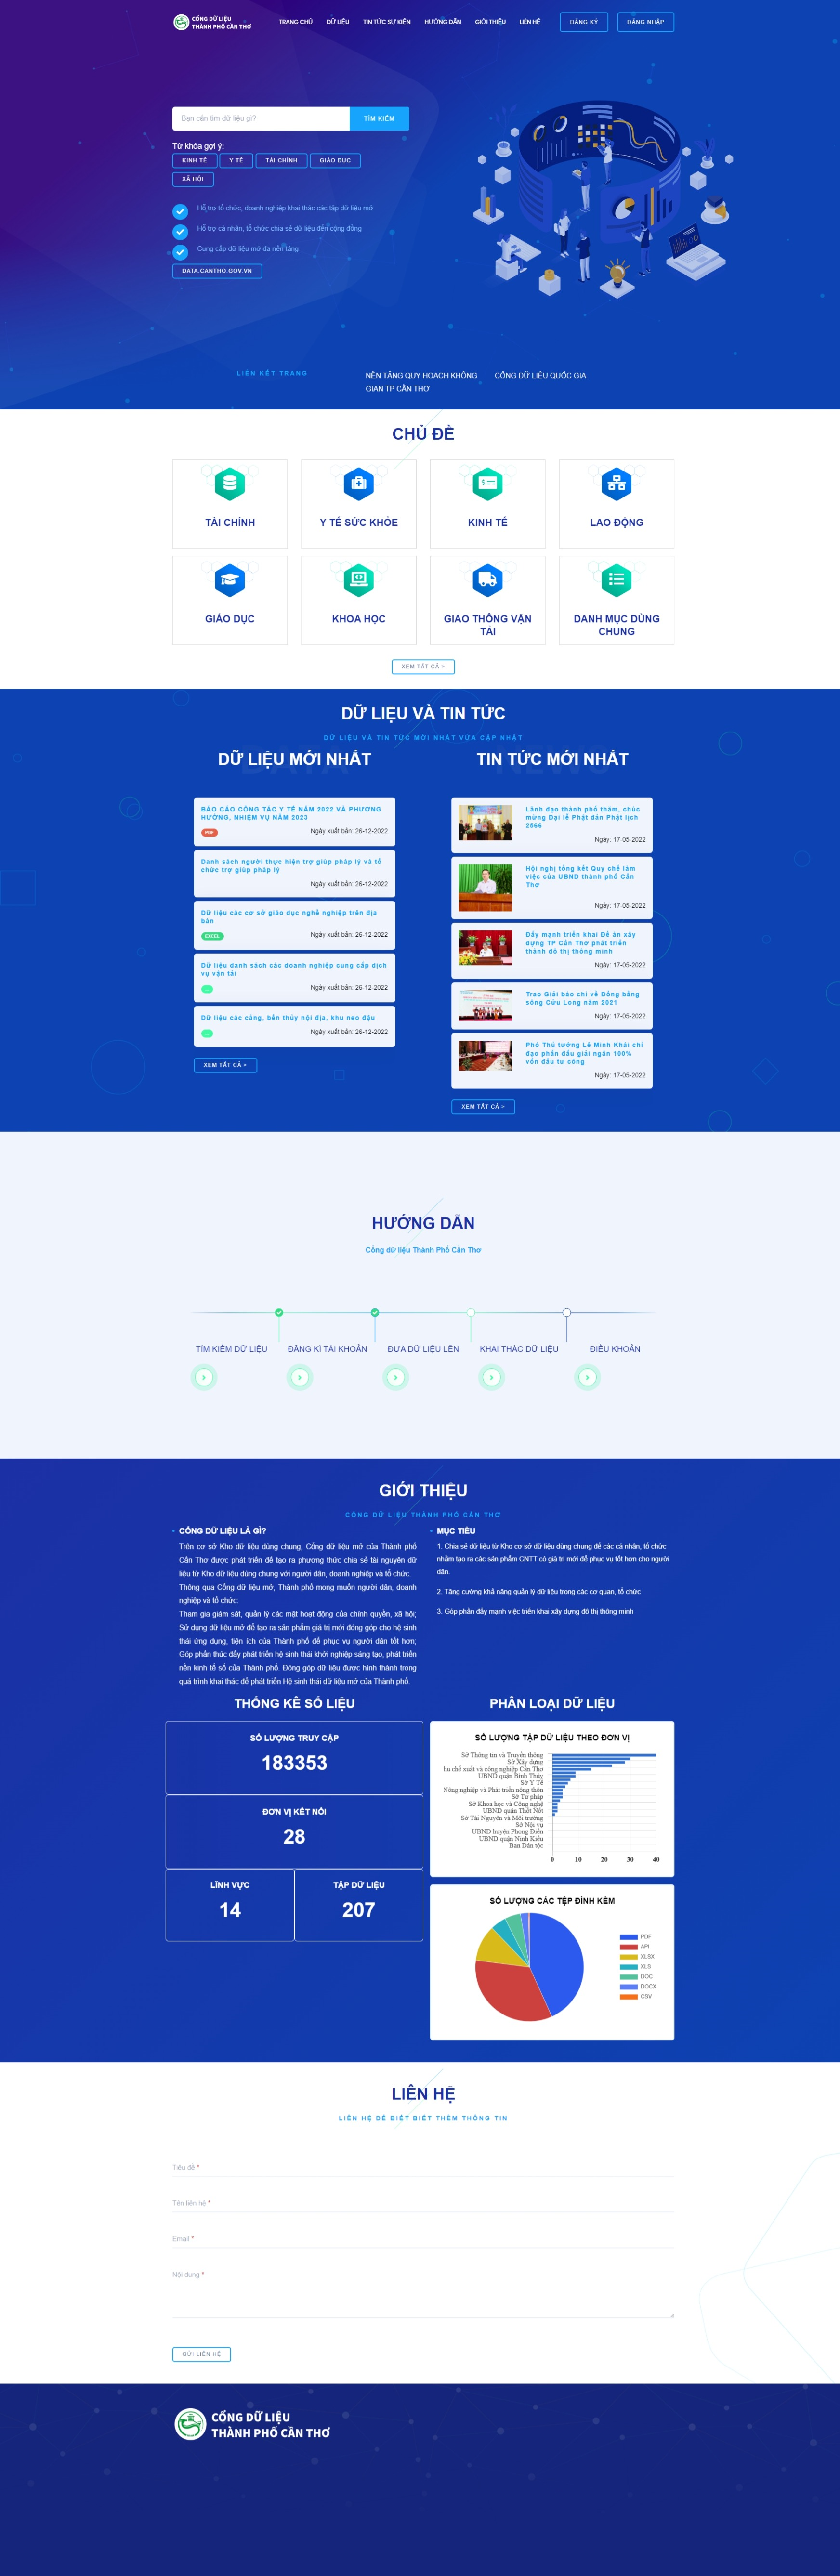 CỔNG DỮ LIỆU
THÀNH PHỐ CẦN THƠ
TRANG CHỦ
DỮ LIỆU
TIN TỨC SỰ KIỆN
HƯỚNG DẪN
GIỚI THIỆU
LIÊN HỆ
ĐĂNG KÝ
ĐĂNG NHẬP
Bạn cần tìm dữ liệu gì?
TÌM KIẾM
Từ khóa gợi ý:
KINH TẾ
Y TẾ
TÀI CHÍNH
GIÁO DỤC
XÃ HỘI
Hỗ trợ tổ chức, doanh nghiệp khai thác các tập dữ liệu mở
Hỗ trợ cá nhân, tổ chức chia sẻ dữ liệu đến cộng đồng
Cung cấp dữ liệu mở đa nền tảng
DATA.CANTHO.GOV.VN
LIÊN KẾT TRANG
NỀN TẢNG QUY HOẠCH KHÔNG
GIAN TP CẦN THƠ
CỔNG DỮ LIỆU QUỐC GIA
CHỦ ĐỀ
TÀI CHÍNH
Y TẾ SỨC KHỎE
KINH TẾ
LAO ĐỘNG
GIÁO DỤC
KHOA HỌC
GIAO THÔNG VẬN
TẢI
DANH MỤC DÙNG
CHUNG
XEM TẤT CẢ »
DỮ LIỆU VÀ TIN TỨC
DỮ LIỆU VÀ TIN TỨC MỚI NHẤT VỪA CẬP NHẬT
DỮ LIỆU MỚI NHẤT
BÁO CÁO CÔNG TÁC Y TẾ NĂM 2022 VÀ PHƯƠNG
HƯỚNG, NHIỆM VỤ NĂM 2023
PDF
Ngày xuất bản: 26-12-2022
Danh sách người thực hiện trợ giúp pháp lý và tổ
chức trợ giúp pháp lý
Ngày xuất bản: 26-12-2022
Dữ liệu các cơ sở giáo dục nghề nghiệp trên địa
bàn
EXCEL
Ngày xuất bản: 26-12-2022
Dữ liệu danh sách các doanh nghiệp cung cấp dịch
vụ vận tải
Ngày xuất bản: 26-12-2022
Dữ liệu các cảng, bến thủy nội địa, khu neo đậu
Ngày xuất bản: 26-12-2022
XEM TẤT CẢ »
TIN TỨC MỚI NHẤT
Lãnh đạo thành phố thăm, chúc
mừng Đại lễ Phật đản Phật lịch
2566
Ngày: 17-05-2022
Hội nghị tổng kết Quy chế làm
việc của UBND thành phố Cần
Thơ
Ngày: 17-05-2022
Đẩy mạnh triển khai Đề án xây
dựng TP Cần Thơ phát triển
thành đô thị thông minh
Ngày: 17-05-2022
Trao Giải báo chí về Đồng bằng
sông Cửu Long năm 2021
Ngày: 17-05-2022
Phó Thủ tướng Lê Minh Khái chỉ
đạo phấn đấu giải ngân 100%
vốn đầu tư công
Ngày: 17-05-2022
XEM TẤT CẢ »
HƯỚNG DẪN
Cổng dữ liệu Thành Phố Cần Thơ
TÌM KIẾM DỮ LIỆU
ĐĂNG KÍ TÀI KHOẢN
ĐƯA DỮ LIỆU LÊN
KHAI THÁC DỮ LIỆU
ĐIỀU KHOẢN
GIỚI THIỆU
CỔNG DỮ LIỆU THÀNH PHỐ CẦN THƠ
CỔNG DỮ LIỆU LÀ GÌ?
Trên cơ sở Kho dữ liệu dùng chung, Cổng dữ liệu mở của Thành phố
Cần Thơ được phát triển để tạo ra phương thức chia sẻ tài nguyên dữ
liệu từ Kho dữ liệu dùng chung với người dân, doanh nghiệp và tổ chức.
Thông qua Cổng dữ liệu mở, Thành phố mong muốn người dân, doanh
nghiệp và tổ chức:
Tham gia giám sát, quản lý các mặt hoạt động của chính quyền, xã hội;
Sử dụng dữ liệu mở để tạo ra sản phẩm giá trị mới đóng góp cho hệ sinh
thái ứng dụng, tiện ích của Thành phố để phục vụ người dân tốt hơn;
Góp phần thúc đẩy phát triển hệ sinh thái khởi nghiệp sáng tạo, phát triển
nền kinh tế số của Thành phố. Đóng góp dữ liệu được hình thành trong
quá trình khai thác để phát triển Hệ sinh thái dữ liệu mở của Thành phố.
MỤC TIÊU
1. Chia sẻ dữ liệu từ Kho cơ sở dữ liệu dùng chung để các cá nhân, tổ chức
nhằm tạo ra các sản phẩm CNTT có giá trị mới để phục vụ tốt hơn cho người
dân.
2. Tăng cường khả năng quản lý dữ liệu trong các cơ quan, tổ chức
3. Góp phần đẩy mạnh việc triển khai xây dựng đô thị thông minh
THỐNG KÊ SỐ LIỆU
SỐ LƯỢNG TRUY CẬP
183353
ĐƠN VỊ KẾT NỐI
28
LĨNH VỰC
14
TẬP DỮ LIỆU
207
PHÂN LOẠI DỮ LIỆU
SỐ LƯỢNG TẬP DỮ LIỆU THEO ĐƠN VỊ
Sở Thông tin và Truyền thông
Sở Xây dựng
hu chế xuất và công nghiệp Cần Thơ
UBND quận Bình Thủy
Sở Y Tế
Nông nghiệp và Phát triển nông thôn
Sở Tư pháp
Sở Khoa học và Công nghệ
UBND quận Thốt Nốt
Sở Tài Nguyên và Môi trường
Sở Nội vụ
UBND huyện Phong Điền
UBND quận Ninh Kiều
Ban Dân tộc
0 10 20 30 40
SỐ LƯỢNG CÁC TỆP ĐÍNH KÈM
PDF
API
XLSX
XLS
DOC
DOCX
CSV
LIÊN HỆ
LIÊN HỆ ĐỂ BIẾT BIẾT THÊM THÔNG TIN
Tiêu đề *
Tên liên hệ *
Email *
Nội dung *
GỬI LIÊN HỆ
CỔNG DỮ LIỆU
THÀNH PHỐ CẦN THƠ